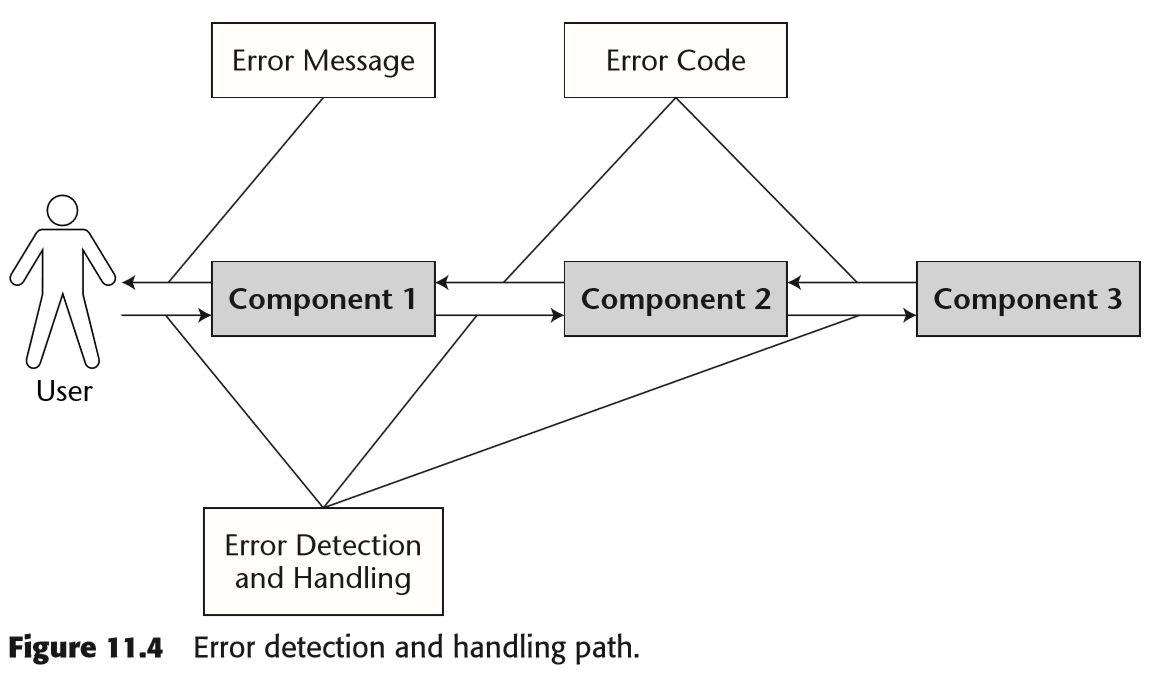 Error Message
Error Code
Component 1
Component 2
Component 3
User
Error Detection
and Handling
Figure 11.4 Error detection and handling path.